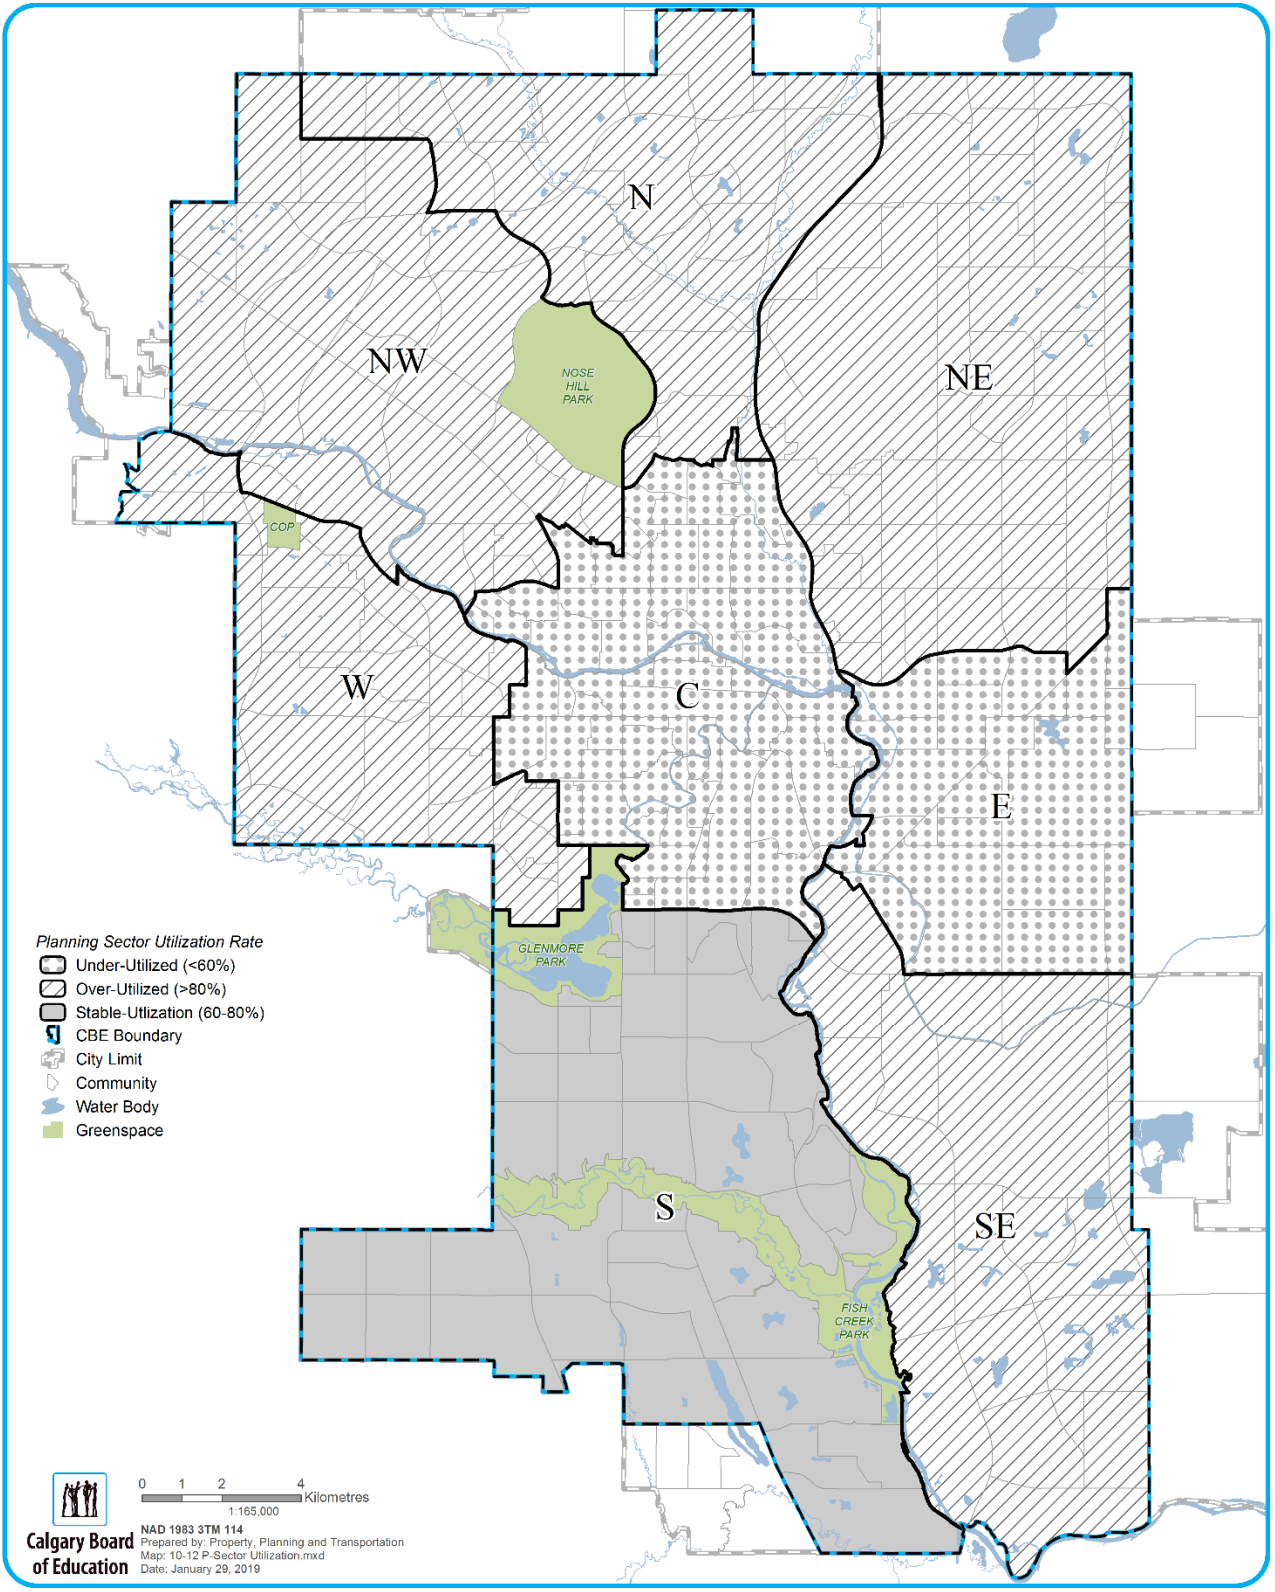 N
NW
NE
NOSE
HILL
PARK
COP
W
C
E
GLENMORE
PARK
S
SE
FISH
CREEK
PARK
Planning Sector Utilization Rate
Under-Utilized (<60%)
Over-Utilized (>80%)
Stable-Utlization (60-80%)
CBE Boundary
City Limit
Community
Water Body
Greenspace
0 1 2 4
Kilometres
1:165,000
Calgary Board
of Education
NAD 1983 3TM 114
Prepared by: Property, Planning and Transportation
Map: 10-12 P-Sector Utilization.mxd
Date: January 29, 2019